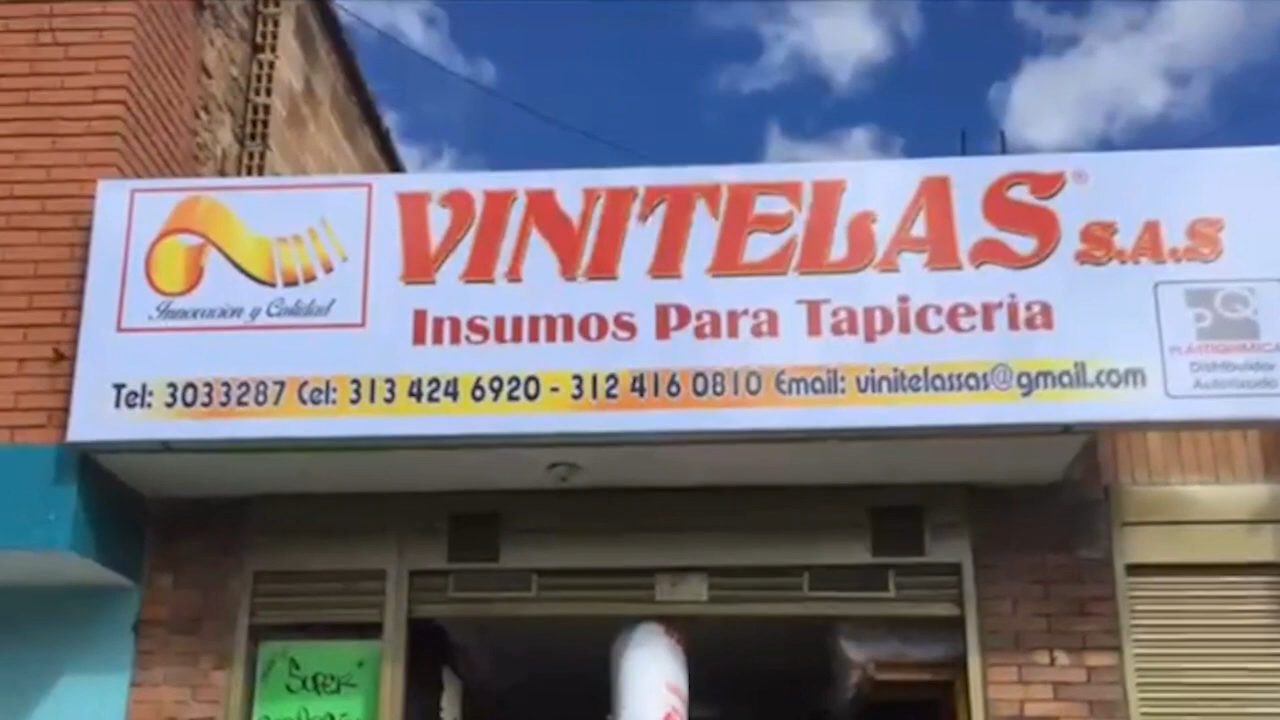 VINITELAS® S.A.S
Innovación y Calidad
Insumos Para Tapiceria
PQ
PLASTIQUIMICA
Distribuidor
Autorizado
Tel: 3033287 Cel: 313 424 6920 - 312 416 0810 Email: vinitelassas@gmail.com
"SUPER"